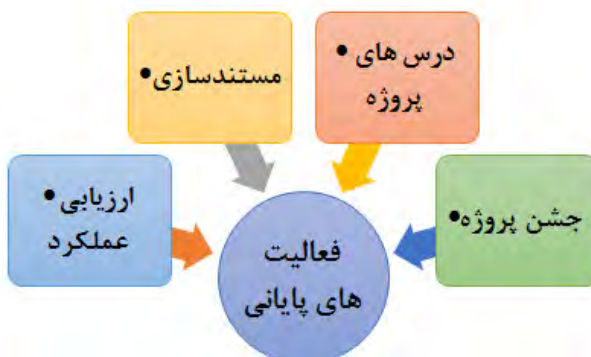 درس های •
پروژه
مستندسازی •
جشن پروژه •
ارزیابی •
عملکرد
فعالیت
های پایانی